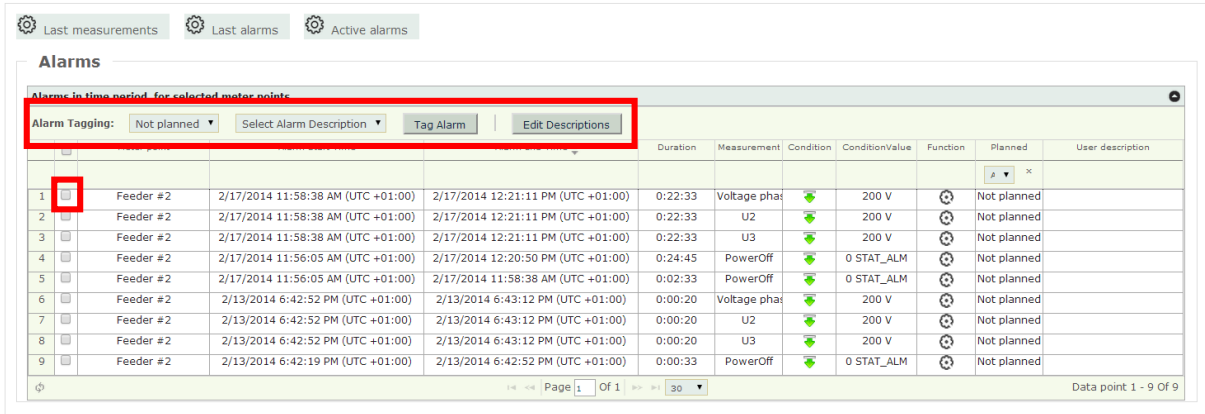 Last measurements Last alarms Active alarms
Alarms
Alarms in time period, for selected meter points
Alarm Tagging: Not planned Select Alarm Description Tag Alarm Edit Descriptions
Duration Measurement Condition ConditionValue Function Planned User description
A ×
1 Feeder #2 2/17/2014 11:58:38 AM (UTC +01:00) 2/17/2014 12:21:11 PM (UTC +01:00) 0:22:33 Voltage phas 200 V Not planned
2 Feeder #2 2/17/2014 11:58:38 AM (UTC +01:00) 2/17/2014 12:21:11 PM (UTC +01:00) 0:22:33 U2 200 V Not planned
3 Feeder #2 2/17/2014 11:58:38 AM (UTC +01:00) 2/17/2014 12:21:11 PM (UTC +01:00) 0:22:33 U3 200 V Not planned
4 Feeder #2 2/17/2014 11:56:05 AM (UTC +01:00) 2/17/2014 12:20:50 PM (UTC +01:00) 0:24:45 PowerOff 0 STAT_ALM Not planned
5 Feeder #2 2/17/2014 11:56:05 AM (UTC +01:00) 2/17/2014 11:58:38 AM (UTC +01:00) 0:02:33 PowerOff 0 STAT_ALM Not planned
6 Feeder #2 2/13/2014 6:42:52 PM (UTC +01:00) 2/13/2014 6:43:12 PM (UTC +01:00) 0:00:20 Voltage phas 200 V Not planned
7 Feeder #2 2/13/2014 6:42:52 PM (UTC +01:00) 2/13/2014 6:43:12 PM (UTC +01:00) 0:00:20 U2 200 V Not planned
8 Feeder #2 2/13/2014 6:42:52 PM (UTC +01:00) 2/13/2014 6:43:12 PM (UTC +01:00) 0:00:20 U3 200 V Not planned
9 Feeder #2 2/13/2014 6:42:19 PM (UTC +01:00) 2/13/2014 6:42:52 PM (UTC +01:00) 0:00:33 PowerOff 0 STAT_ALM Not planned
Page 1 Of 1 30 Data point 1 - 9 Of 9